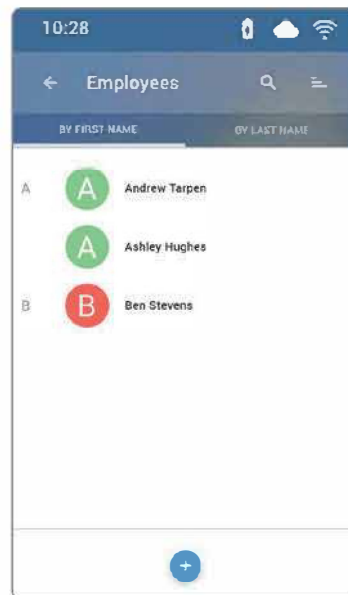 10:28
Employees
BY FIRST NAME
BY LAST NAME
A
A
Andrew Tarpen
A
Ashley Hughes
B
B
Ben Stevens
+